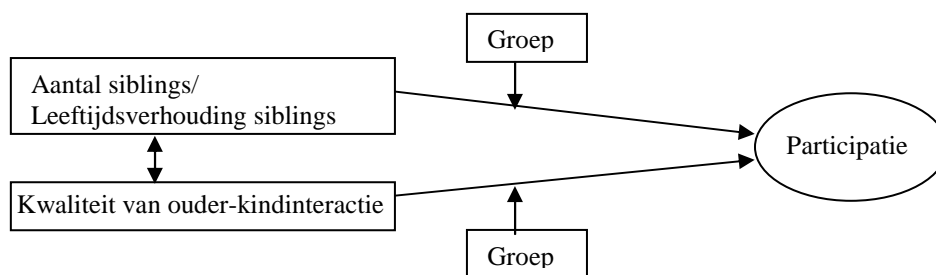 Groep
Aantal siblings/
Leeftijdsverhouding siblings
Participatie
Kwaliteit van ouder-kindinteractie
Groep